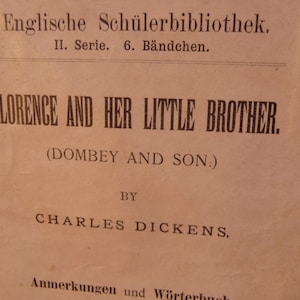 Englische Schülerbibliothek.
II. Serie. 6. Bändchen.
LORENCE AND HER LITTLE BROTHER.
(DOMBEY AND SON.)
BY
CHARLES DICKENS.
Anmerkungen und Wörterbuch